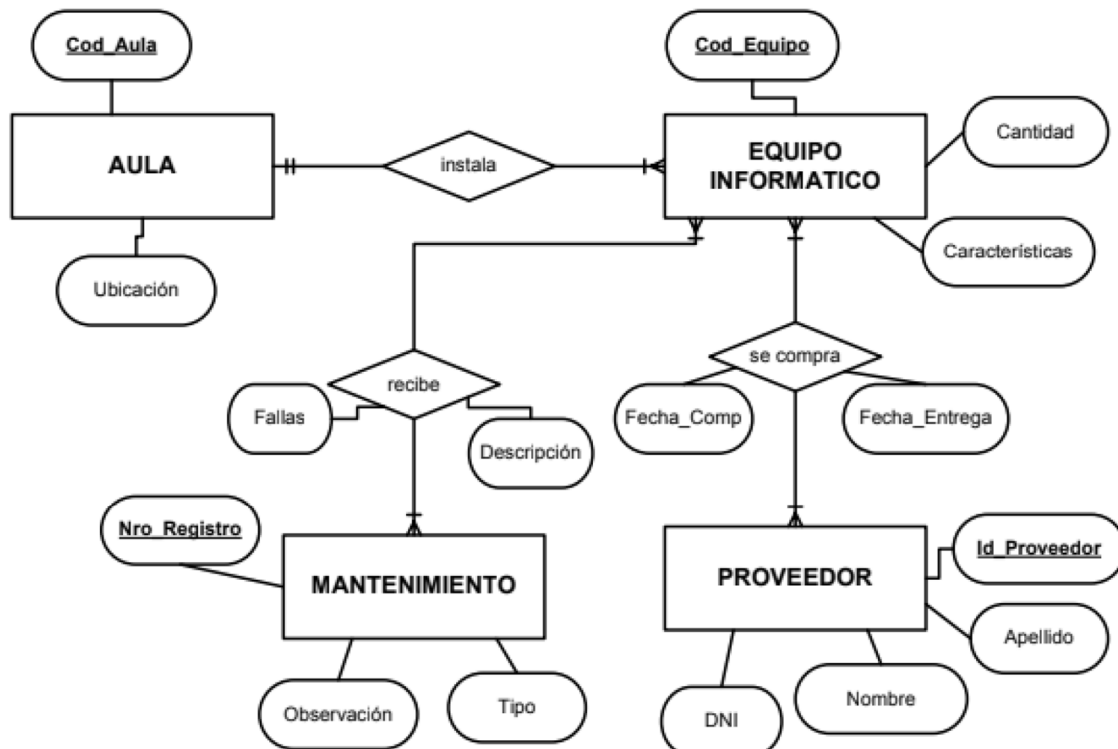 Cod_Aula
Cod_Equipo
AULA
instala
EQUIPO
INFORMATICO
Cantidad
Características
Ubicación
recibe
se compra
Fallas
Descripción
Fecha_Comp
Fecha_Entrega
Nro_Registro
MANTENIMIENTO
PROVEEDOR
Id_Proveedor
Apellido
Observación
Tipo
DNI
Nombre